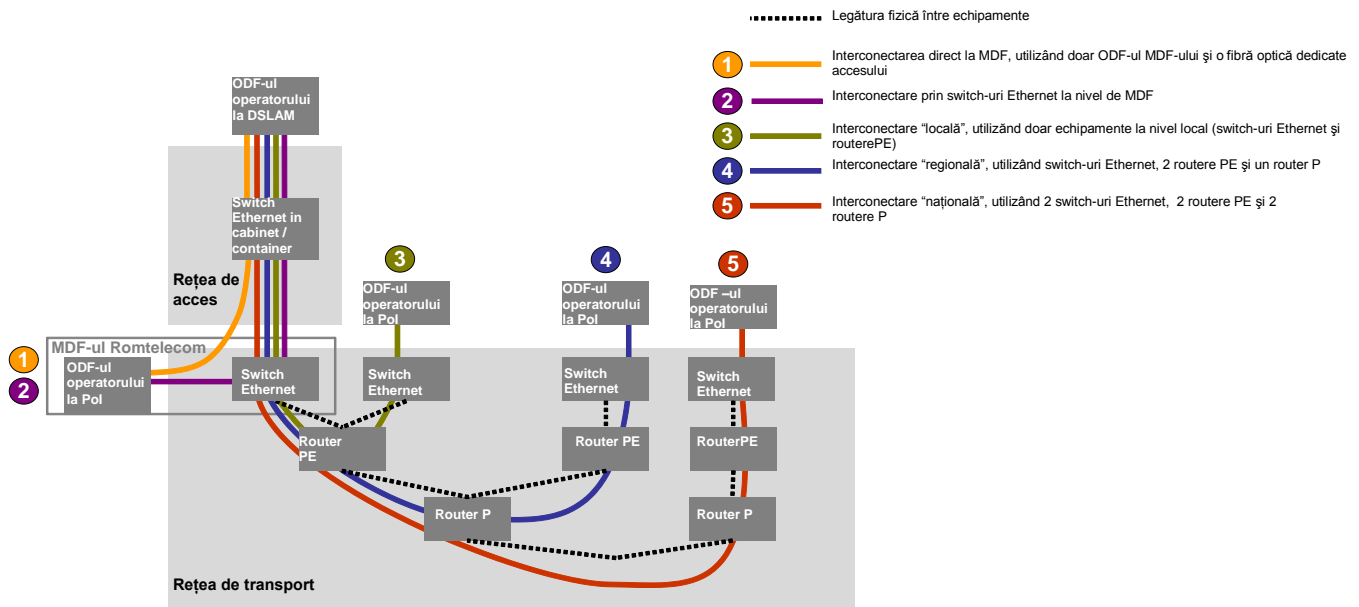 Legătura fizică între echipamente
1
Interconectarea direct la MDF, utilizând doar ODF-ul MDF-ului şi o fibră optică dedicate
accesului
2
Interconectare prin switch-uri Ethernet la nivel de MDF
3
Interconectare “locală”, utilizănd doar echipamente la nivel local (switch-uri Ethernet şi
routerePE)
4
Interconectare “regională”, utilizând switch-uri Ethernet, 2 routere PE şi un router P
5
Interconectare “naţională”, utilizând 2 switch-uri Ethernet, 2 routere PE şi 2
routere P
ODF-ul
operatorului
la DSLAM
Switch
Ethernet in
cabinet /
container
Reţea de
acces
3
ODF-ul
operatorului
la PoI
4
ODF-ul
operatorului
la PoI
5
ODF –ul
operatorului
la PoI
MDF-ul Romtelecom
1
2
ODF-ul
operatorului
la PoI
Switch
Ethernet
Switch
Ethernet
Switch
Ethernet
Switch
Ethernet
Router
PE
Router PE
RouterPE
Router P
Router P
Reţea de transport